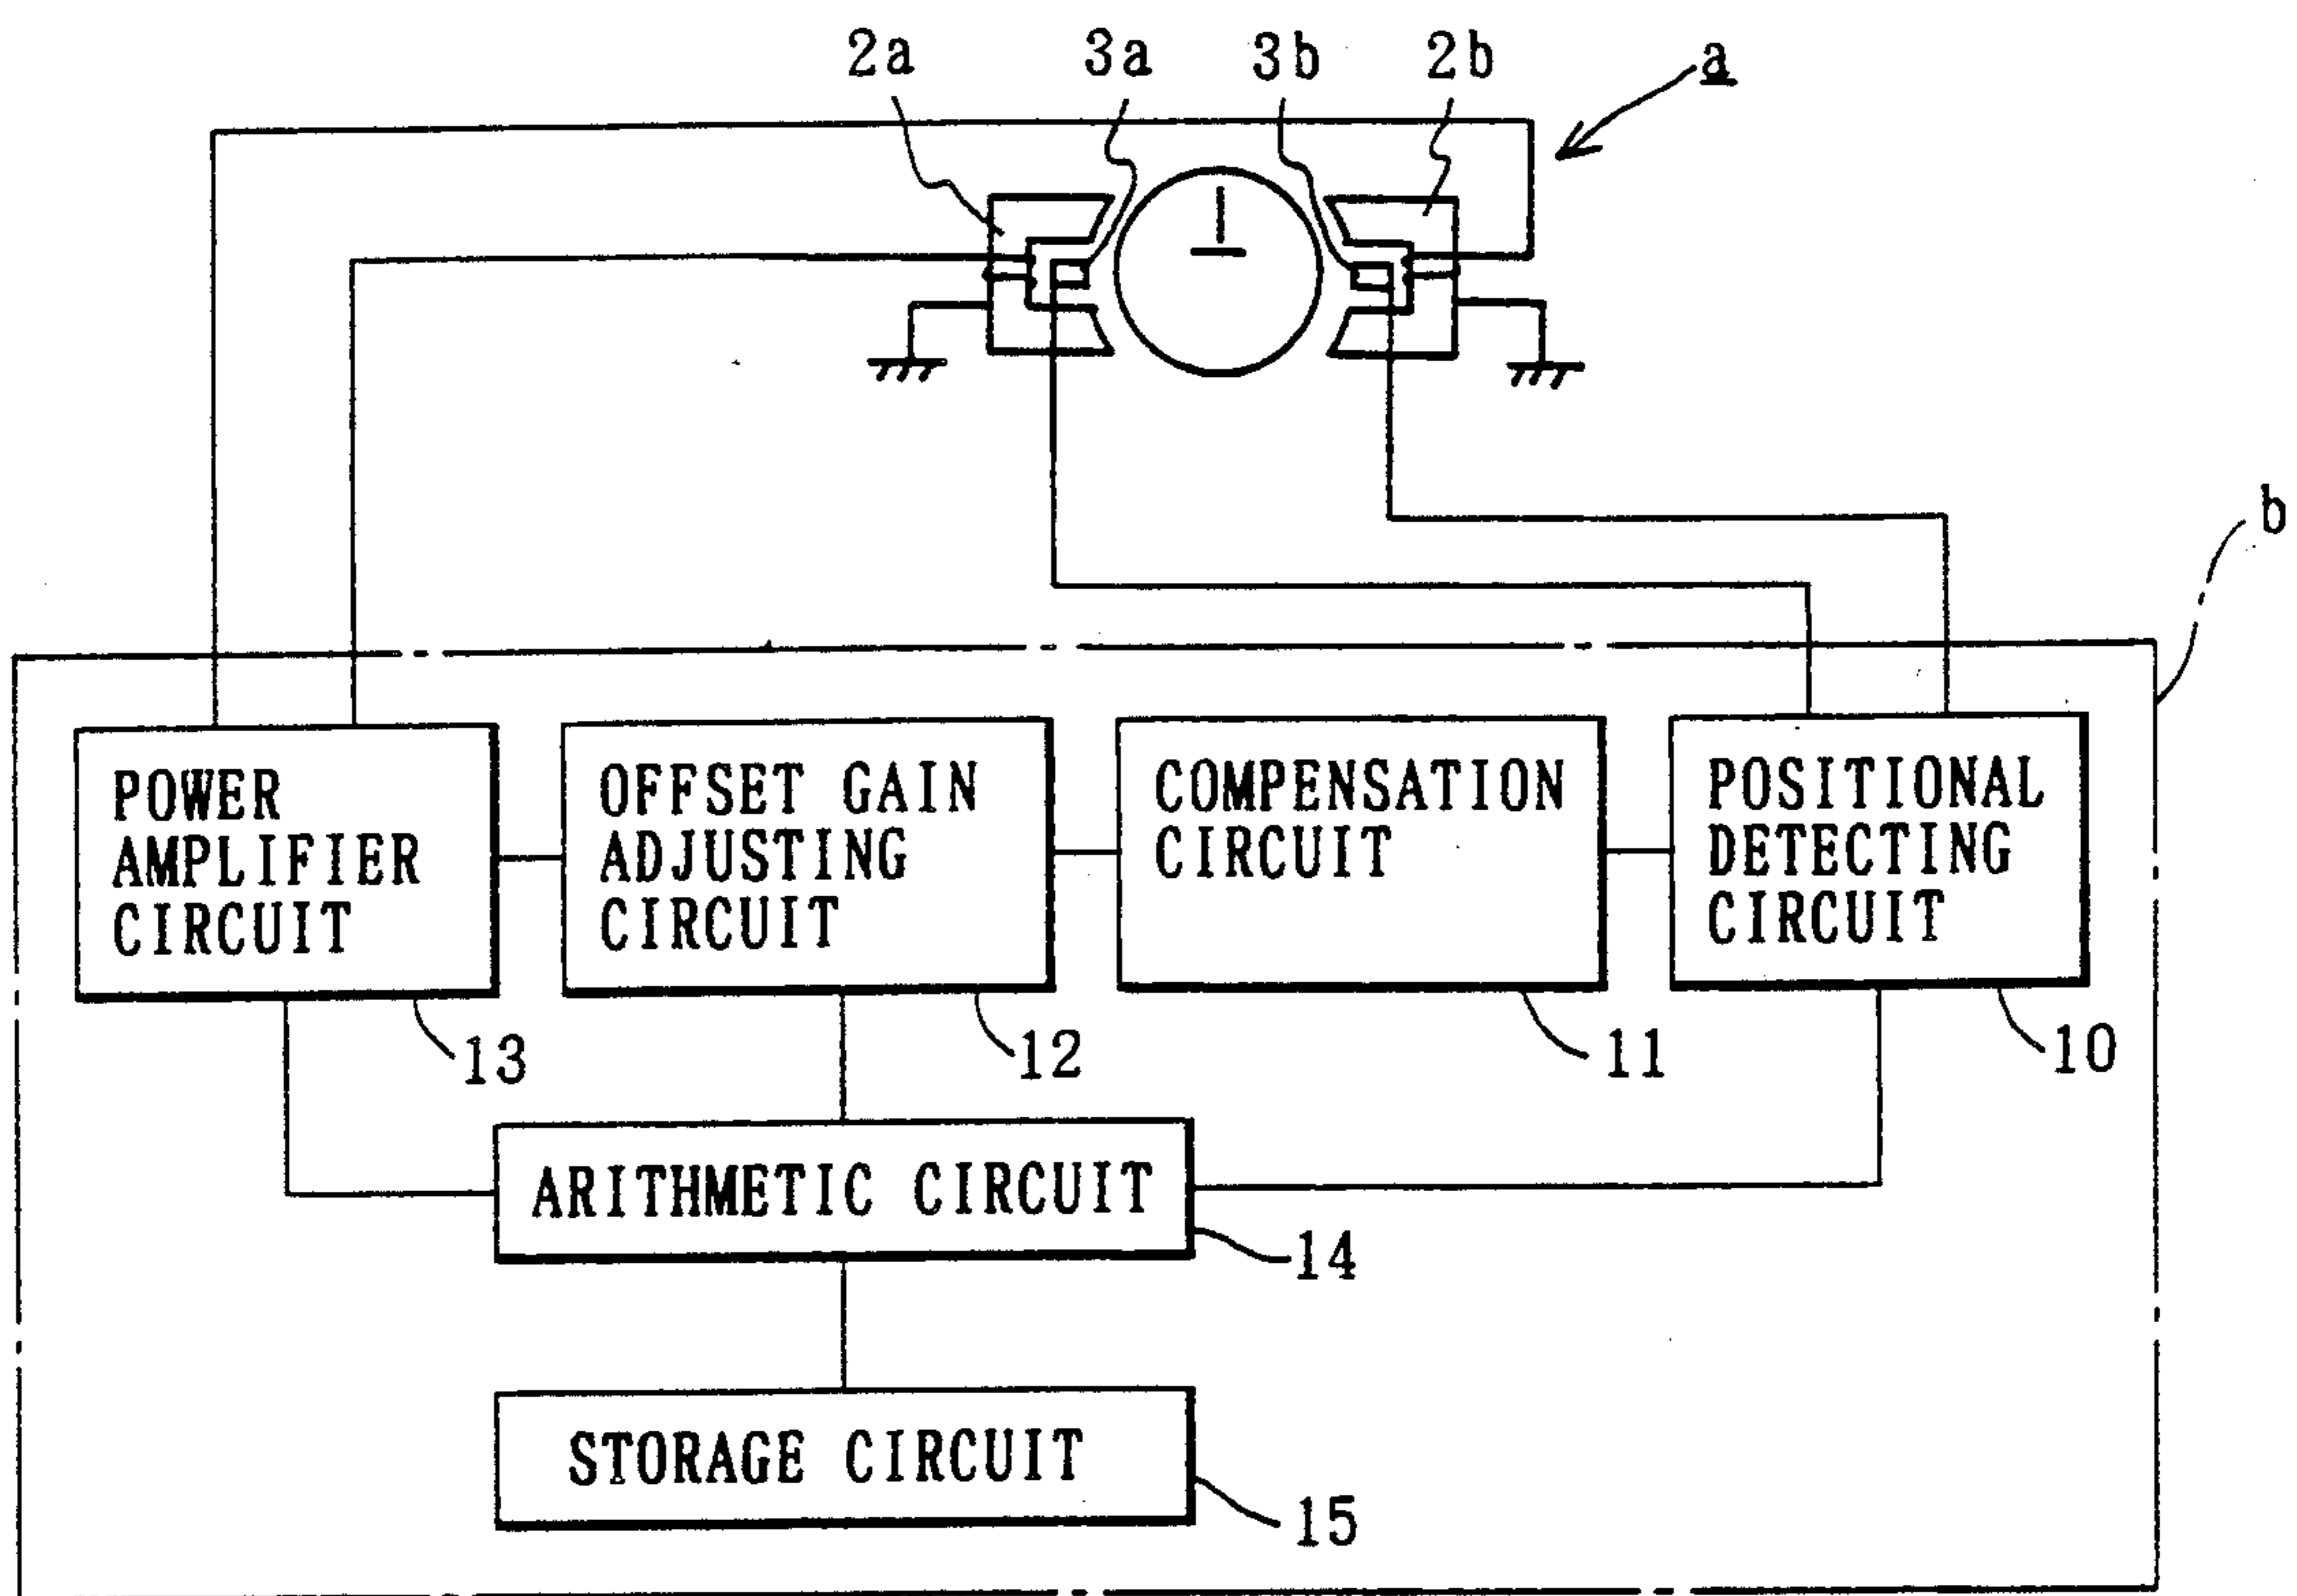 2a 3a 3b 2b a
1
b
POWER
AMPLIFIER
CIRCUIT
OFFSET GAIN
ADJUSTING
CIRCUIT
COMPENSATION
CIRCUIT
POSITIONAL
DETECTING
CIRCUIT
13
12
11
10
ARITHMETIC CIRCUIT
14
STORAGE CIRCUIT
15